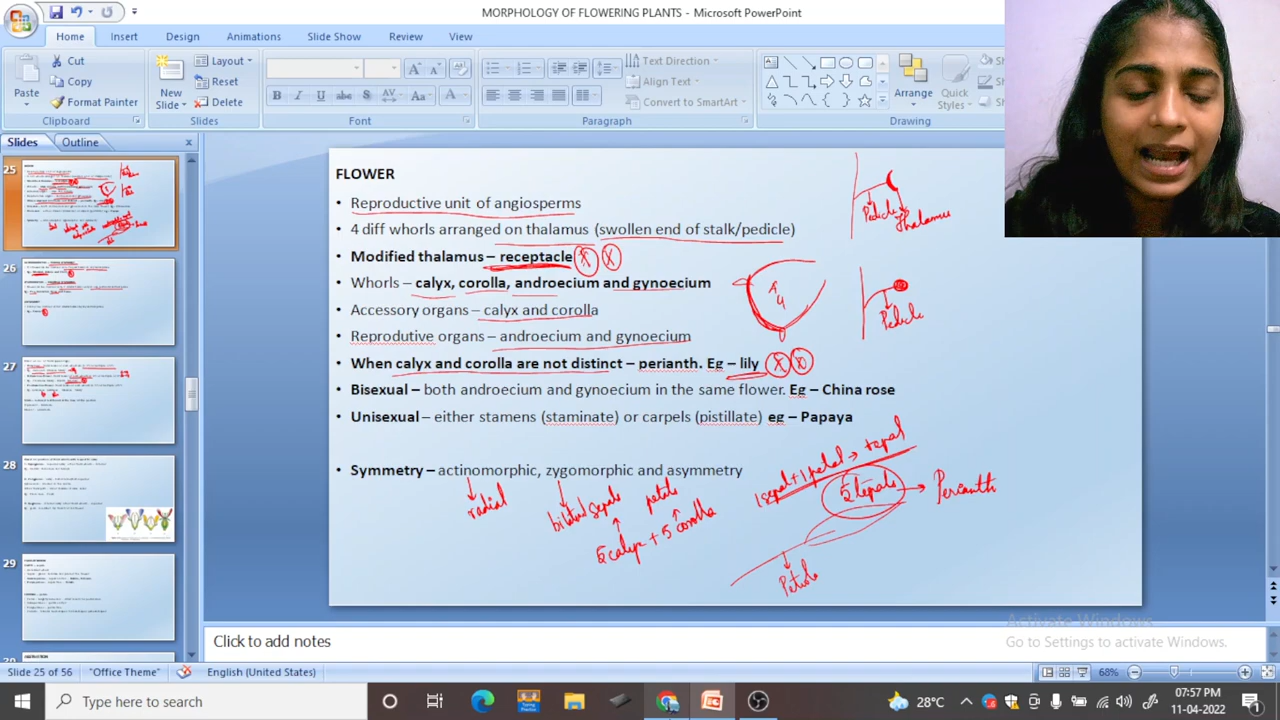 MORPHOLOGY OF FLOWERING PLANTS - Microsoft PowerPoint
Home Insert Design Animations Slide Show Review View
Paste Cut Copy Format Painter
Clipboard
New Slide Layout Reset Delete
Slides
Font
Text Direction Align Text Convert to SmartArt
Paragraph
Arrange Quick Styles
Drawing
Slides Outline
25
26
27
28
29
FLOWER
• Reproductive unit of angiosperms
• 4 diff whorls arranged on thalamus (swollen end of stalk/pedicle)
• Modified thalamus – receptacle
• Whorls – calyx, corolla, androecium and gynoecium
• Accessory organs – calyx and corolla
• Reprodutive organs – androecium and gynoecium
• When calyx and corolla are not distinct – perianth. Eg lily
• Bisexual – both androecium and gynoecium in the same flower. Eg – China rose
• Unisexual – either stamens (staminate) or carpels (pistillate) eg – Papaya
• Symmetry – actinomorphic, zygomorphic and asymmetry
Pedicle
thalamus
Pedicle
1 sepal + 1 petal → tepal
5 tepals → Perianth
sepals petals
5 calyx + 5 corolla
Click to add notes
Activate Windows
Go to Settings to activate Windows.
Slide 25 of 56 "Office Theme" English (United States) 68%
Type here to search
28°C
07:57 PM
11-04-2022